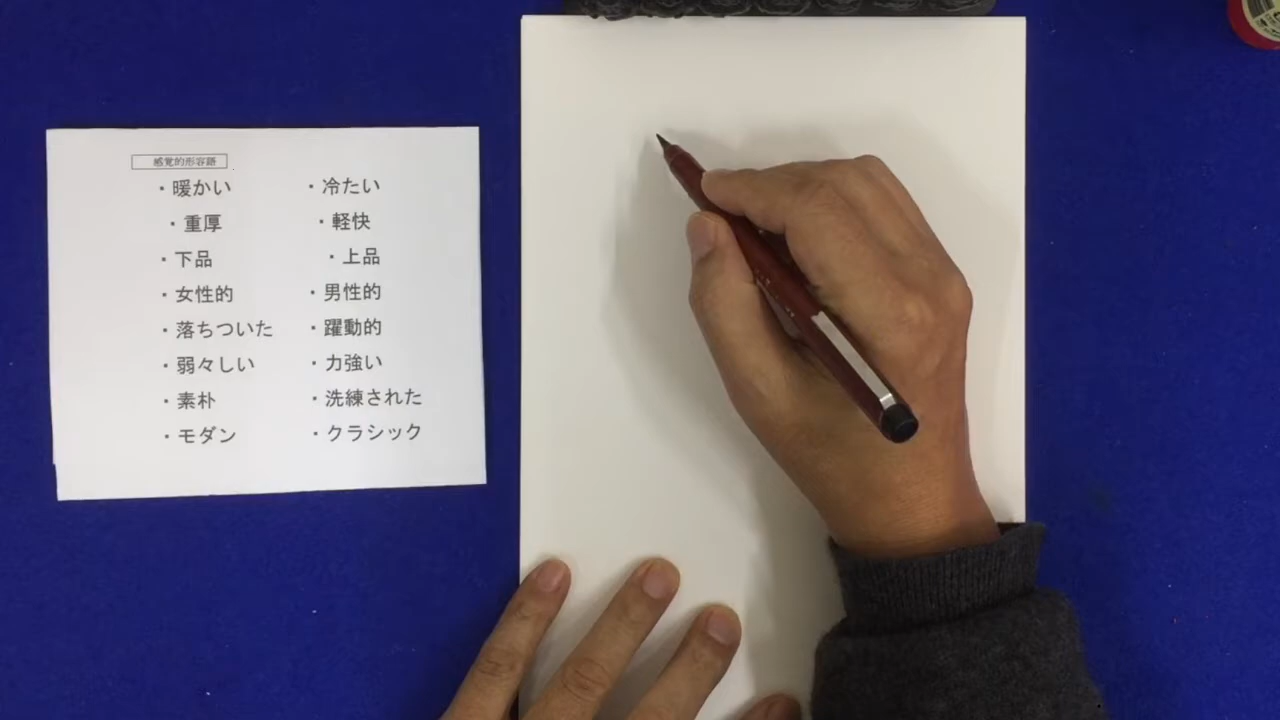 感覚的形容語
・暖かい ・冷たい
・重厚 ・軽快
・下品 ・上品
・女性的 ・男性的
・落ちついた ・躍動的
・弱々しい ・力強い
・素朴 ・洗練された
・モダン ・クラシック